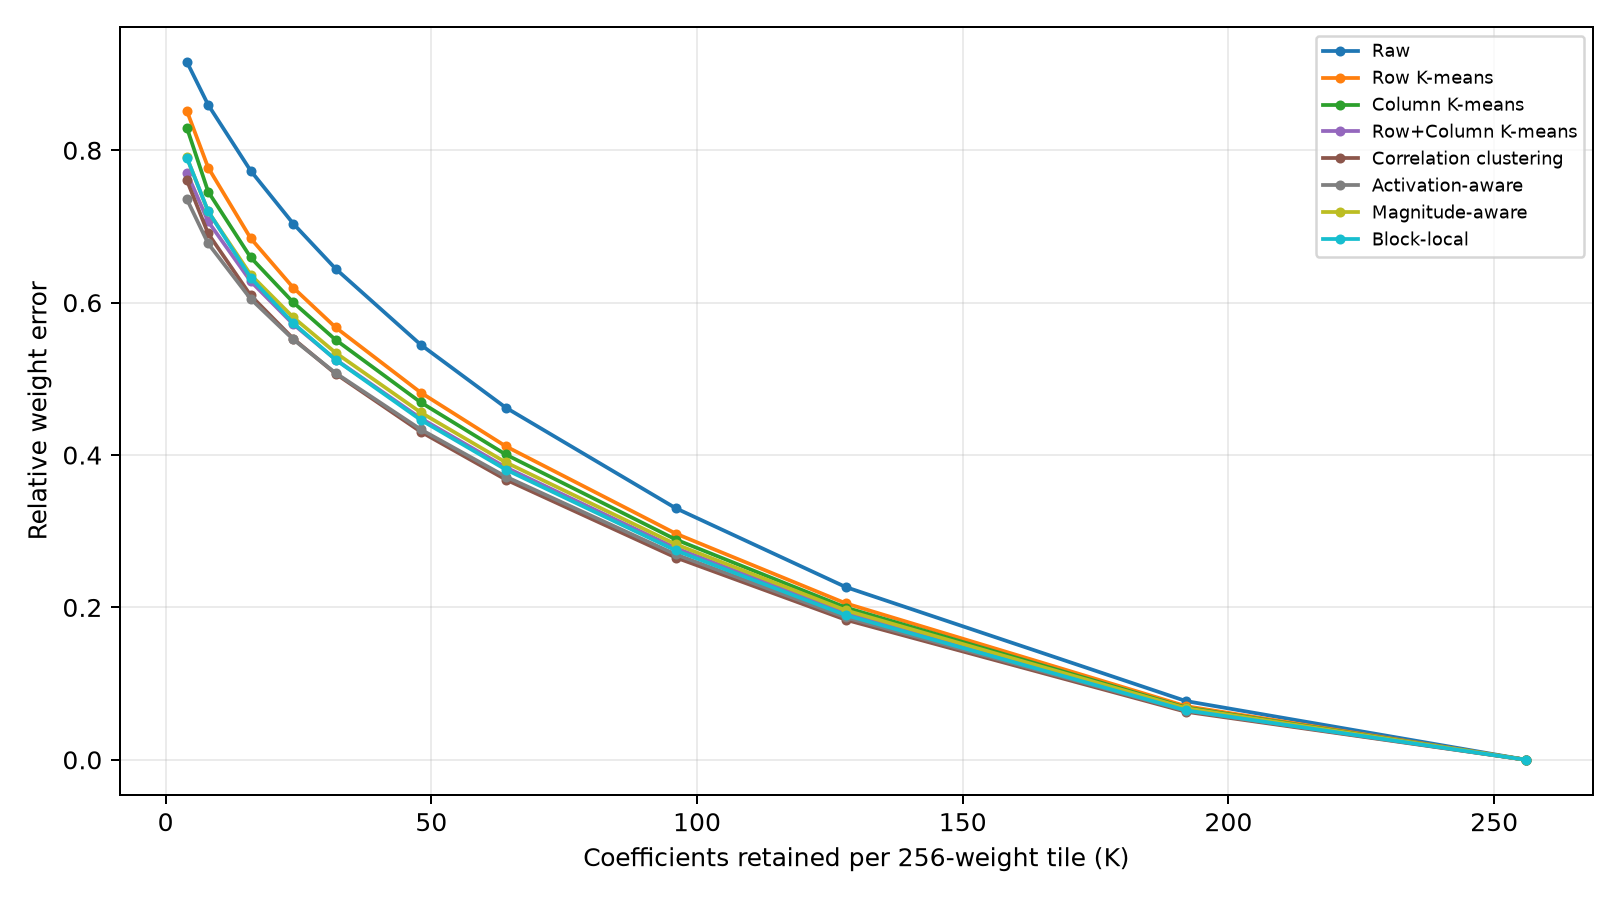 Raw
Row K-means
Column K-means
Row+Column K-means
Correlation clustering
Activation-aware
Magnitude-aware
Block-local
Relative weight error
0.8
0.6
0.4
0.2
0.0
0 50 100 150 200 250
Coefficients retained per 256-weight tile (K)